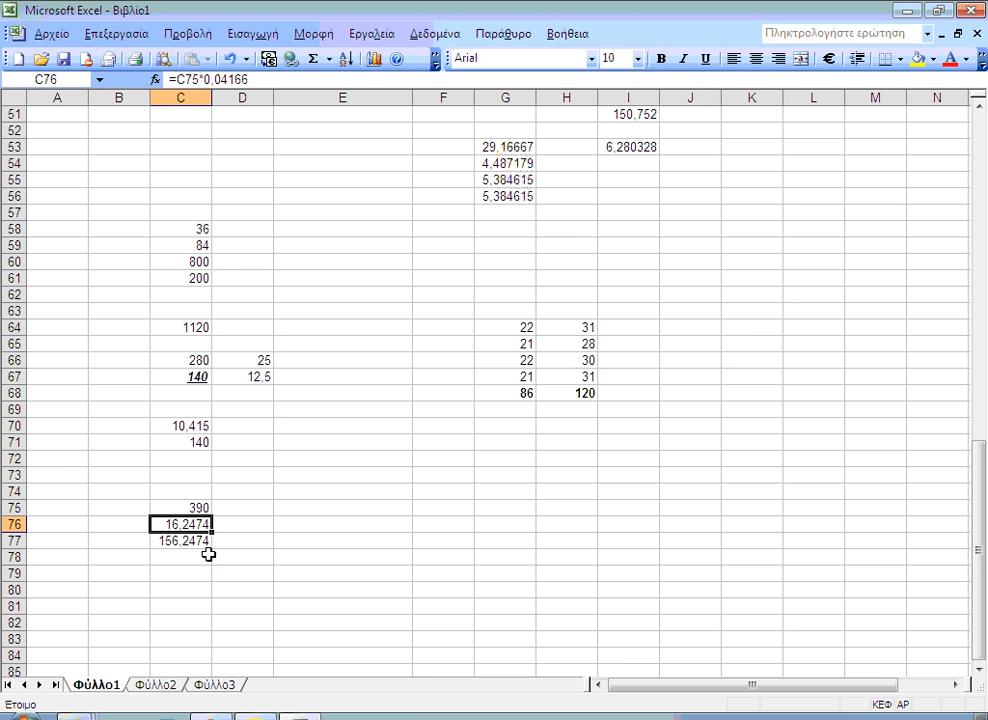 Microsoft Excel - Βιβλίο1
Αρχείο Επεξεργασία Προβολή Εισαγωγή Μορφή Εργαλεία Δεδομένα Παράθυρο Βοήθεια Πληκτρολογήστε ερώτηση
Arial 10 B I U €
C76 fx =C75*0,04166
A B C D E F G H I J K L M N
51 150,752
52
53 29,16667 6,280328
54 4,487179
55 5,384615
56 5,384615
57
58 36
59 84
60 800
61 200
62
63
64 1120 22 31
65 21 28
66 280 25 22 30
67 140 12,5 21 31
68 86 120
69
70 10,415
71 140
72
73
74
75 390
76 16,2474
77 156,2474
78
79
80
81
82
83
84
85
Φύλλο1 Φύλλο2 Φύλλο3
Έτοιμο ΚΕΦ ΑΡ